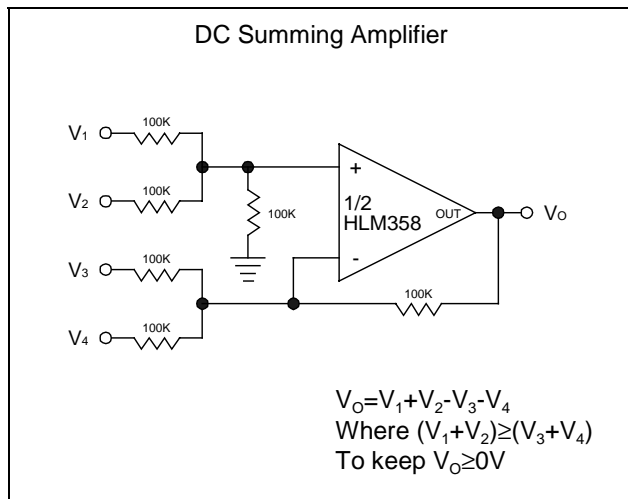 DC Summing Amplifier
V1
100K
V2
100K
100K
V3
100K
V4
100K
+
1/2
HLM358
-
OUT
VO
100K
VO=V1+V2-V3-V4
Where (V1+V2)≥(V3+V4)
To keep VO≥0V